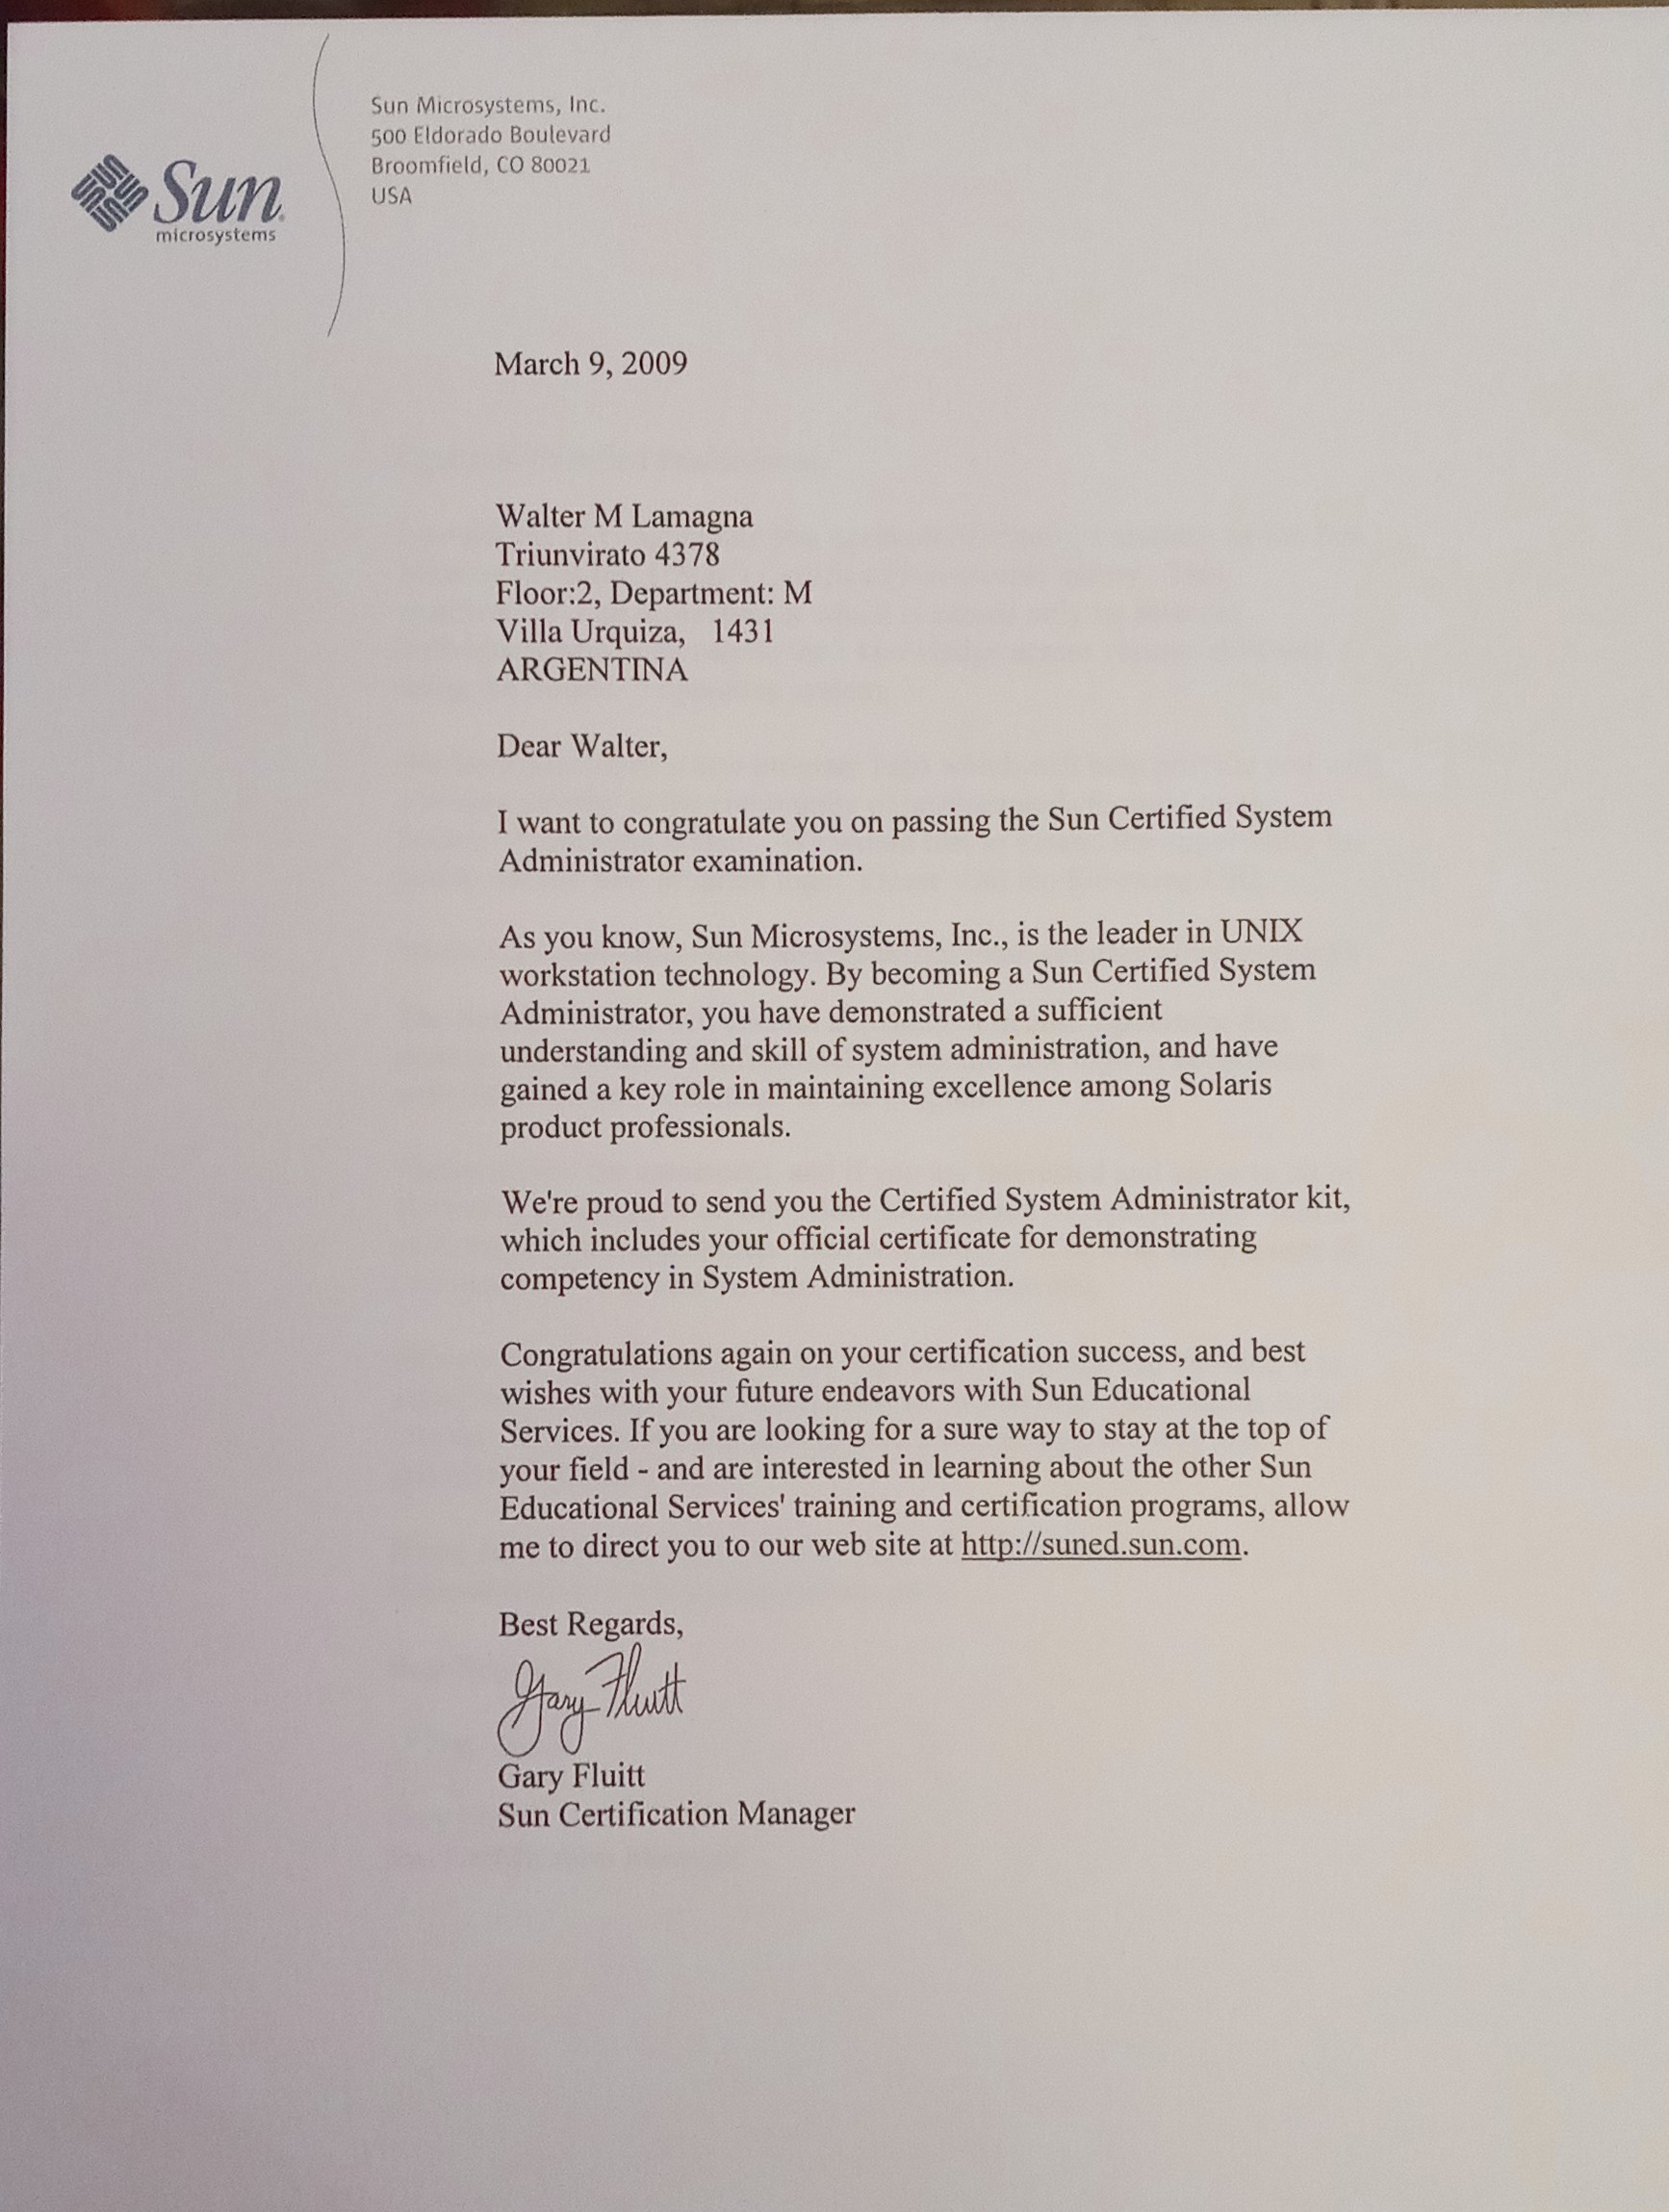 Sun
microsystems
Sun Microsystems, Inc.
500 Eldorado Boulevard
Broomfield, CO 80021
USA
March 9, 2009
Walter M Lamagna
Triunvirato 4378
Floor:2, Department: M
Villa Urquiza,   1431
ARGENTINA
Dear Walter,
I want to congratulate you on passing the Sun Certified System
Administrator examination.
As you know, Sun Microsystems, Inc., is the leader in UNIX
workstation technology. By becoming a Sun Certified System
Administrator, you have demonstrated a sufficient
understanding and skill of system administration, and have
gained a key role in maintaining excellence among Solaris
product professionals.
We're proud to send you the Certified System Administrator kit,
which includes your official certificate for demonstrating
competency in System Administration.
Congratulations again on your certification success, and best
wishes with your future endeavors with Sun Educational
Services. If you are looking for a sure way to stay at the top of
your field - and are interested in learning about the other Sun
Educational Services' training and certification programs, allow
me to direct you to our web site at http://suned.sun.com.
Best Regards,
Gary Fluitt
Gary Fluitt
Sun Certification Manager